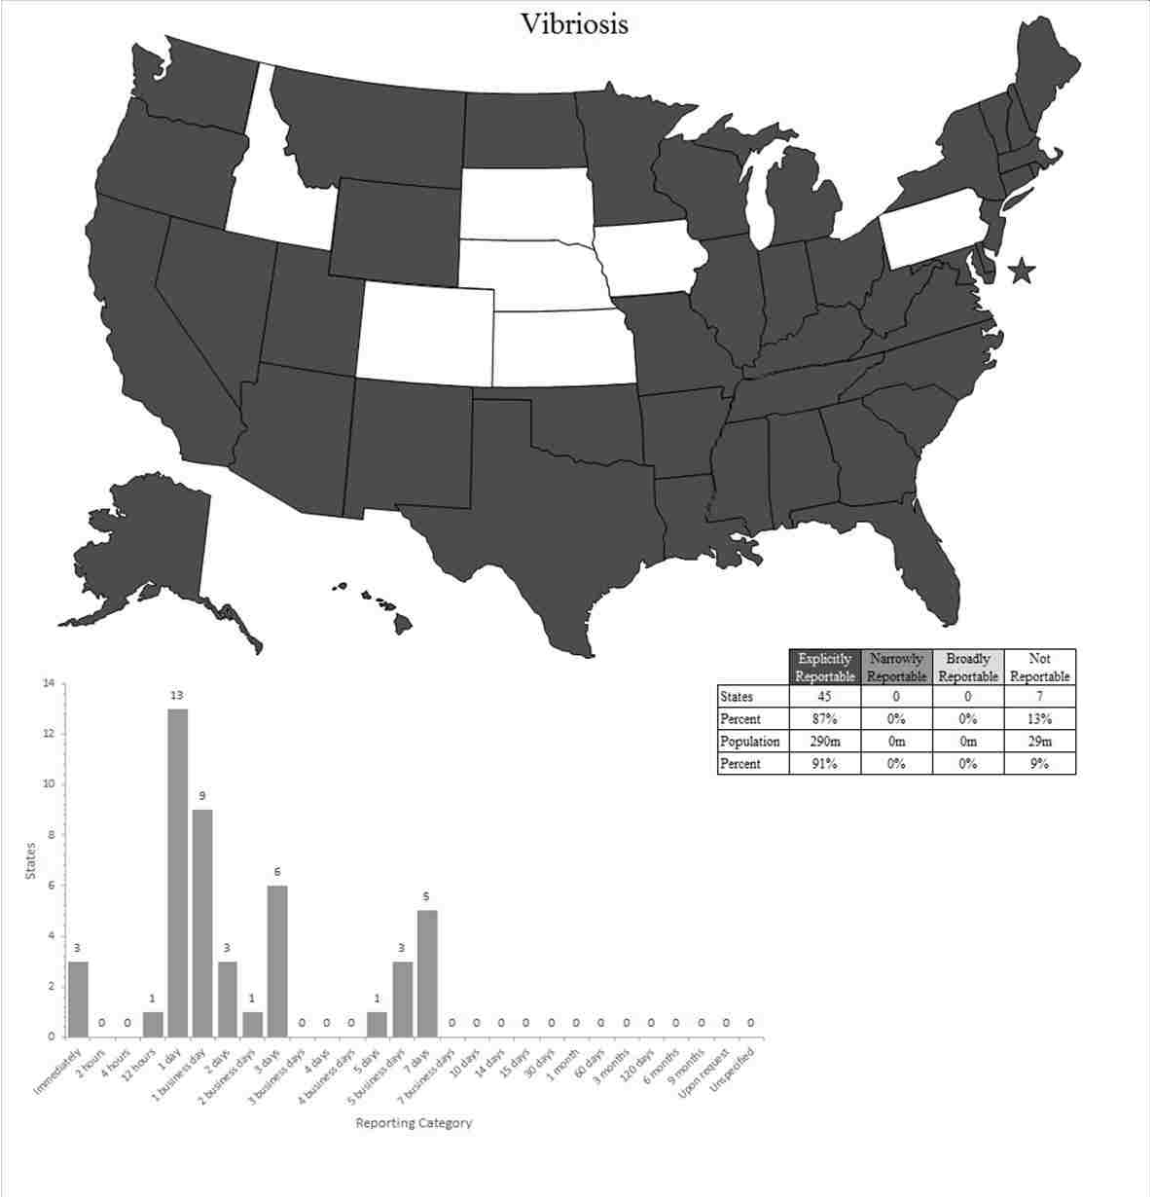 Vibriosis
Explicitly Reportable Narrowly Reportable Broadly Reportable Not Reportable
States 45 0 0 7
Percent 87% 0% 0% 13%
Population 290m 0m 0m 29m
Percent 91% 0% 0% 9%
14
12
10
8
6
4
2
0
States
3 0 0 1 13 9 3 1 6 0 0 0 1 3 5 0 0 0 0 0 0 0 0 0 0 0 0 0
Immediately
2 hours
4 hours
12 hours
1 day
1 business day
2 days
2 business days
3 days
3 business days
4 days
4 business days
5 days
5 business days
7 days
7 business days
10 days
14 days
15 days
30 days
1 month
60 days
3 months
120 days
6 months
9 months
Upon request
Unspecified
Reporting Category